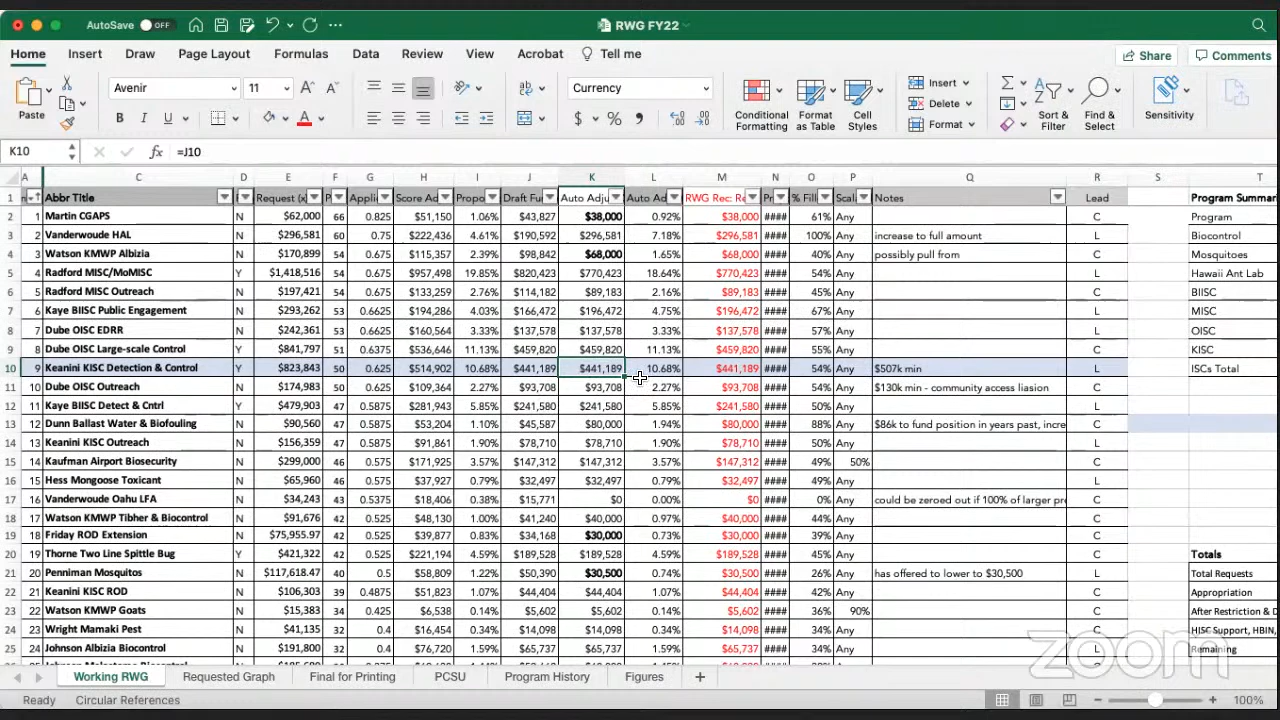 AutoSave OFF RWG FY22
Home Insert Draw Page Layout Formulas Data Review View Acrobat Tell me Share Comments
Paste Avenir 11 Currency Conditional Formatting Format as Table Cell Styles Insert Delete Format Sort & Filter Find & Select Sensitivity
K10 fx =J10
A C D E F G H I J K L M N O P Q R S T
1 Abbr Title Request (x Appli Score Ad Propo Draft Fu Auto Adju Auto Ad RWG Rec: Re Pr % Fill Scal Notes Lead Program Summar
2 1 Martin CGAPS N $62,000 66 0.825 $51,150 1.06% $43,827 $38,000 0.92% $38,000 #### 61% Any C Program
3 2 Vanderwoude HAL N $296,581 60 0.75 $222,436 4.61% $190,592 $296,581 7.18% $296,581 #### 100% Any increase to full amount L Biocontrol
4 3 Watson KMWP Albizia N $170,899 54 0.675 $115,357 2.39% $98,842 $68,000 1.65% $68,000 #### 40% Any possibly pull from C Mosquitoes
5 4 Radford MISC/MoMISC Y $1,418,516 54 0.675 $957,498 19.85% $820,423 $770,423 18.64% $770,423 #### 54% Any L Hawaii Ant Lab
6 5 Radford MISC Outreach N $197,421 54 0.675 $133,259 2.76% $114,182 $89,183 2.16% $89,183 #### 45% Any C BIISC
7 6 Kaye BIISC Public Engagement N $293,262 53 0.6625 $194,286 4.03% $166,472 $196,472 4.75% $196,472 #### 67% Any L MISC
8 7 Dube OISC EDRR N $242,361 53 0.6625 $160,564 3.33% $137,578 $137,578 3.33% $137,578 #### 57% Any L OISC
9 8 Dube OISC Large-scale Control Y $841,797 51 0.6375 $536,646 11.13% $459,820 $459,820 11.13% $459,820 #### 55% Any C KISC
10 9 Keanini KISC Detection & Control Y $823,843 50 0.625 $514,902 10.68% $441,189 $441,189 10.68% $441,189 #### 54% Any $507k min L ISCs Total
11 10 Dube OISC Outreach N $174,983 50 0.625 $109,364 2.27% $93,708 $93,708 2.27% $93,708 #### 54% Any $130k min - community access liasion C
12 11 Kaye BIISC Detect & Cntrl Y $479,903 47 0.5875 $281,943 5.85% $241,580 $241,580 5.85% $241,580 #### 50% Any L
13 12 Dunn Ballast Water & Biofouling N $90,560 47 0.5875 $53,204 1.10% $45,587 $80,000 1.94% $80,000 #### 88% Any $86k to fund position in years past, incre C
14 13 Keanini KISC Outreach N $156,359 47 0.5875 $91,861 1.90% $78,710 $78,710 1.90% $78,710 #### 50% Any L
15 14 Kaufman Airport Biosecurity N $299,000 46 0.575 $171,925 3.57% $147,312 $147,312 3.57% $147,312 #### 49% 50% C
16 15 Hess Mongoose Toxicant N $65,960 46 0.575 $37,927 0.79% $32,497 $32,497 0.79% $32,497 #### 49% Any L
17 16 Vanderwoude Oahu LFA N $34,243 43 0.5375 $18,406 0.38% $15,771 $0 0.00% $0 #### 0% Any could be zeroed out if 100% of larger pr C
18 17 Watson KMWP Tibher & Biocontrol N $91,676 42 0.525 $48,130 1.00% $41,240 $40,000 0.97% $40,000 #### 44% Any C
19 18 Friday ROD Extension N $75,955.97 42 0.525 $39,877 0.83% $34,168 $30,000 0.73% $30,000 #### 39% Any C
20 19 Thorne Two Line Spittle Bug Y $421,322 42 0.525 $221,194 4.59% $189,528 $189,528 4.59% $189,528 #### 45% Any C Totals
21 20 Penniman Mosquitos N $117,618.47 40 0.5 $58,809 1.22% $50,390 $30,500 0.74% $30,500 #### 26% Any has offered to lower to $30,500 L Total Requests
22 21 Keanini KISC ROD N $106,303 39 0.4875 $51,823 1.07% $44,404 $44,404 1.07% $44,404 #### 42% Any C Appropriation
23 22 Watson KMWP Goats N $15,383 34 0.425 $6,538 0.14% $5,602 $5,602 0.14% $5,602 #### 36% 90% C After Restriction & D
24 23 Wright Mamaki Pest N $41,135 32 0.4 $16,454 0.34% $14,098 $14,098 0.34% $14,098 #### 34% Any C HISC Support, HBIN,
25 24 Johnson Albizia Biocontrol N $191,800 32 0.4 $76,720 1.59% $65,737 $65,737 1.59% $65,737 #### 34% Any C Remaining
zoom
Working RWG Requested Graph Final for Printing PCSU Program History Figures +
Ready Circular References 100%